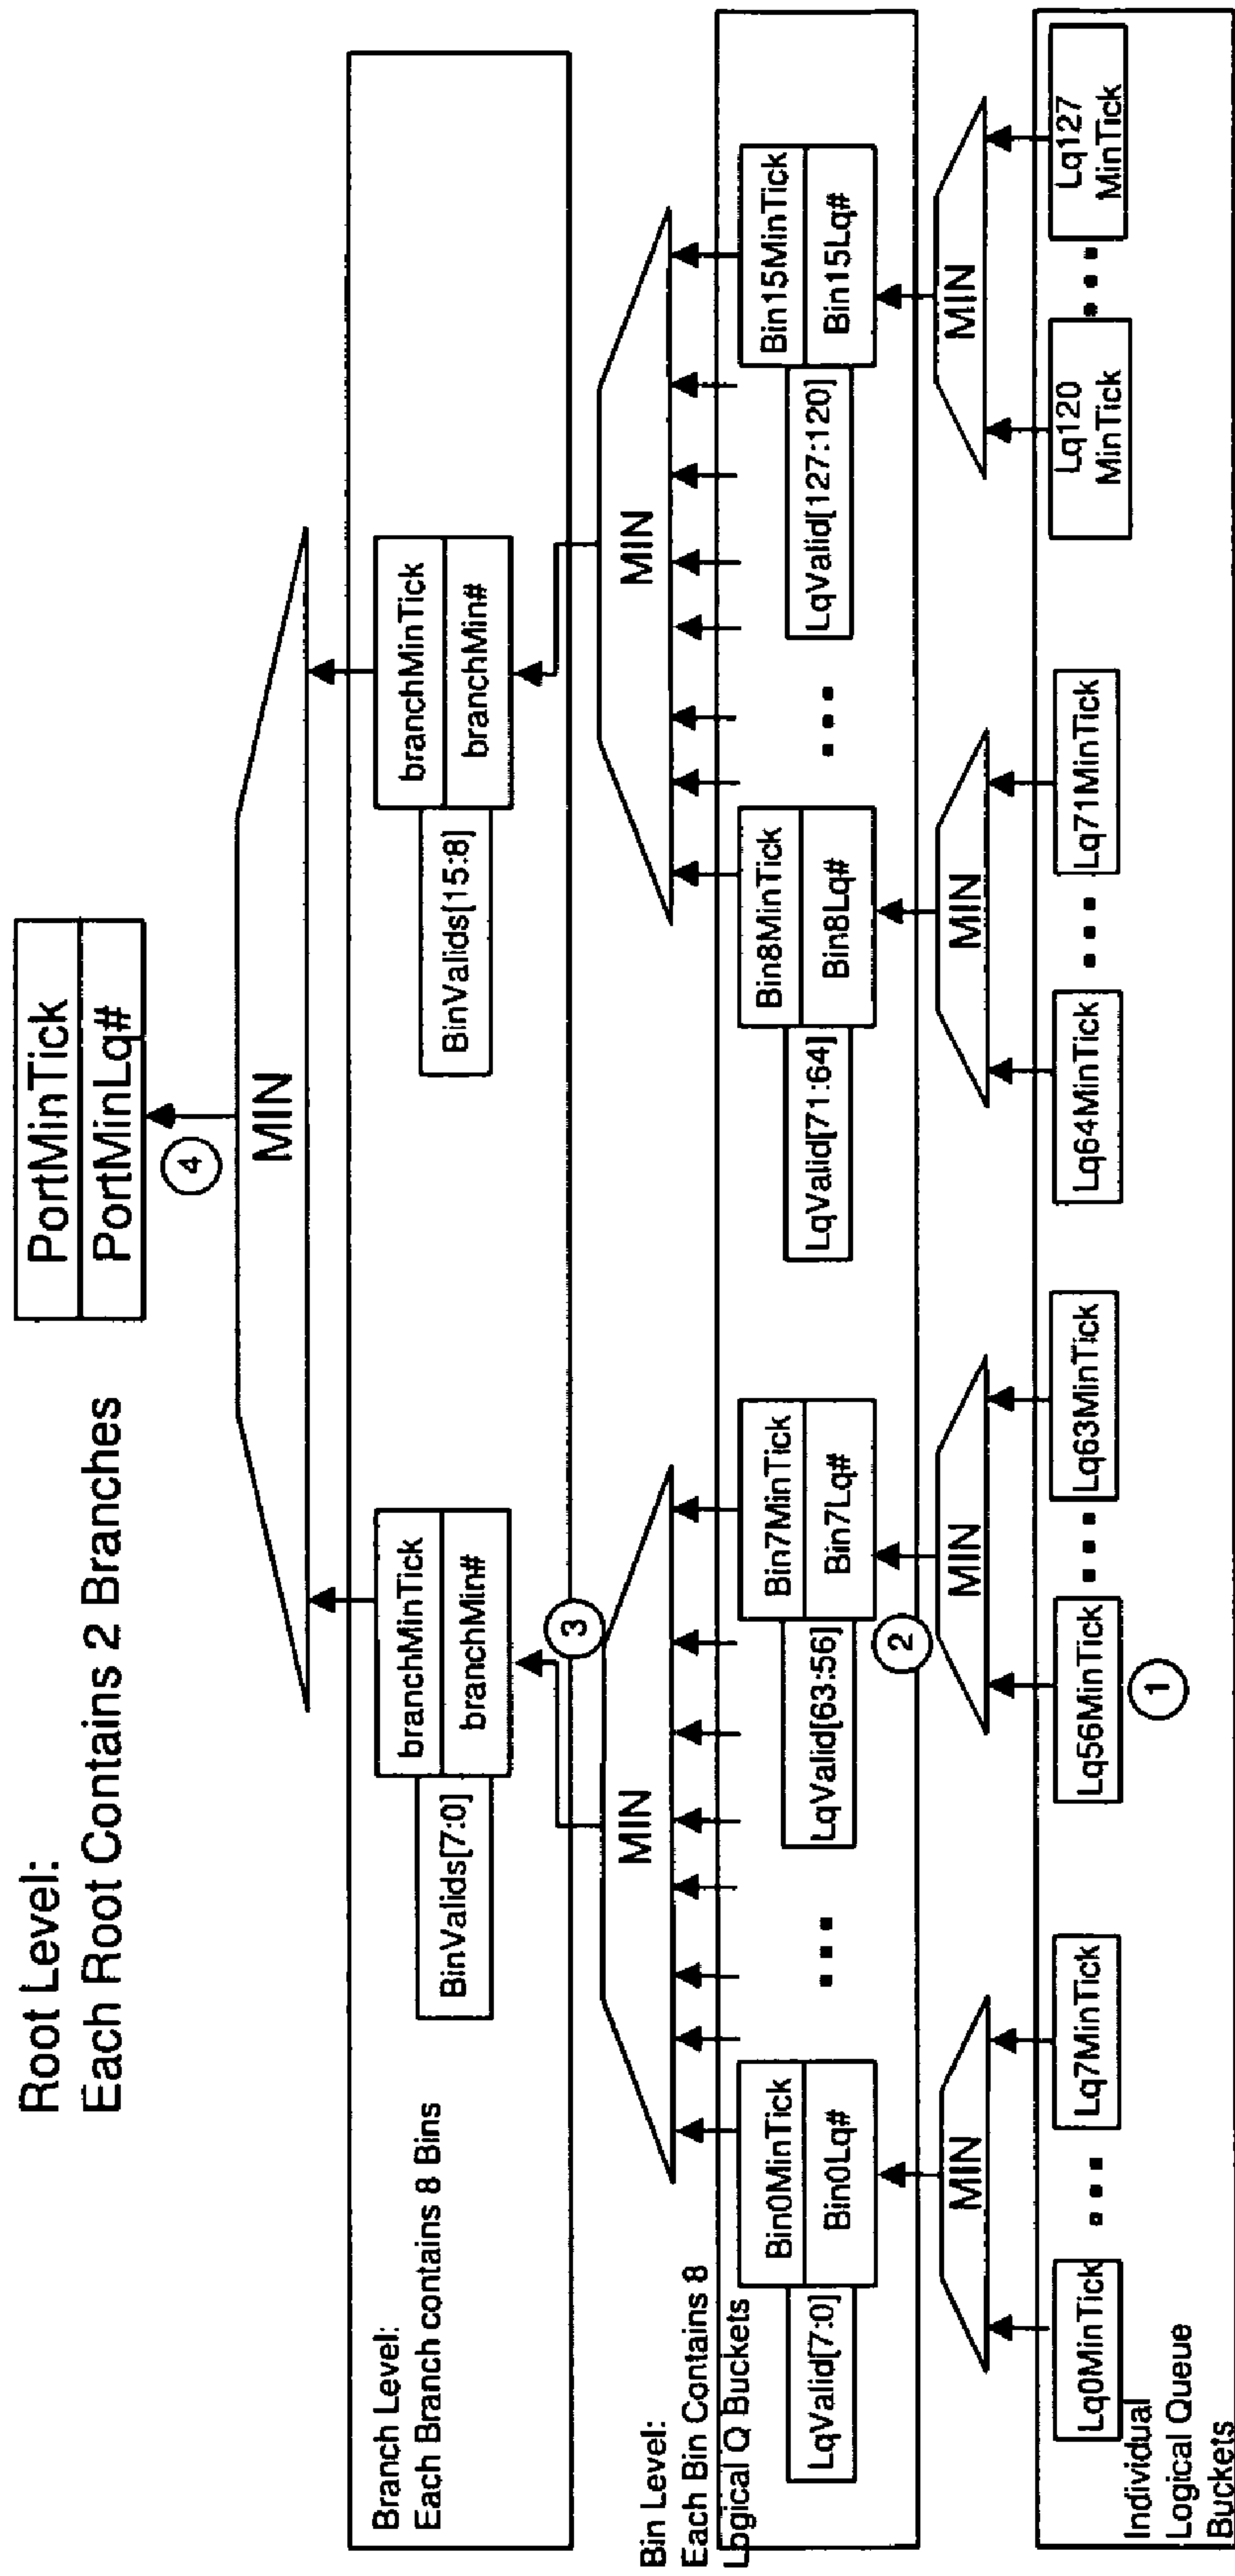 Root Level:
Each Root Contains 2 Branches
PortMinTick
PortMinLq#
4
MIN
Branch Level:
Each Branch contains 8 Bins
BinValids[7:0]
branchMinTick
branchMin#
BinValids[15:8]
branchMinTick
branchMin#
3
MIN
MIN
Bin Level:
Each Bin Contains 8
Logical Q Buckets
LqValid[7:0]
Bin0MinTick
Bin0Lq#
...
LqValid[63:56]
Bin7MinTick
Bin7Lq#
LqValid[71:64]
Bin8MinTick
Bin8Lq#
...
LqValid[127:120]
Bin15MinTick
Bin15Lq#
2
MIN
MIN
MIN
MIN
Lq0MinTick
...
Lq7MinTick
Lq56MinTick
...
Lq63MinTick
Lq64MinTick
...
Lq71MinTick
Lq120
MinTick
...
Lq127
MinTick
1
Individual
Logical Queue
Buckets